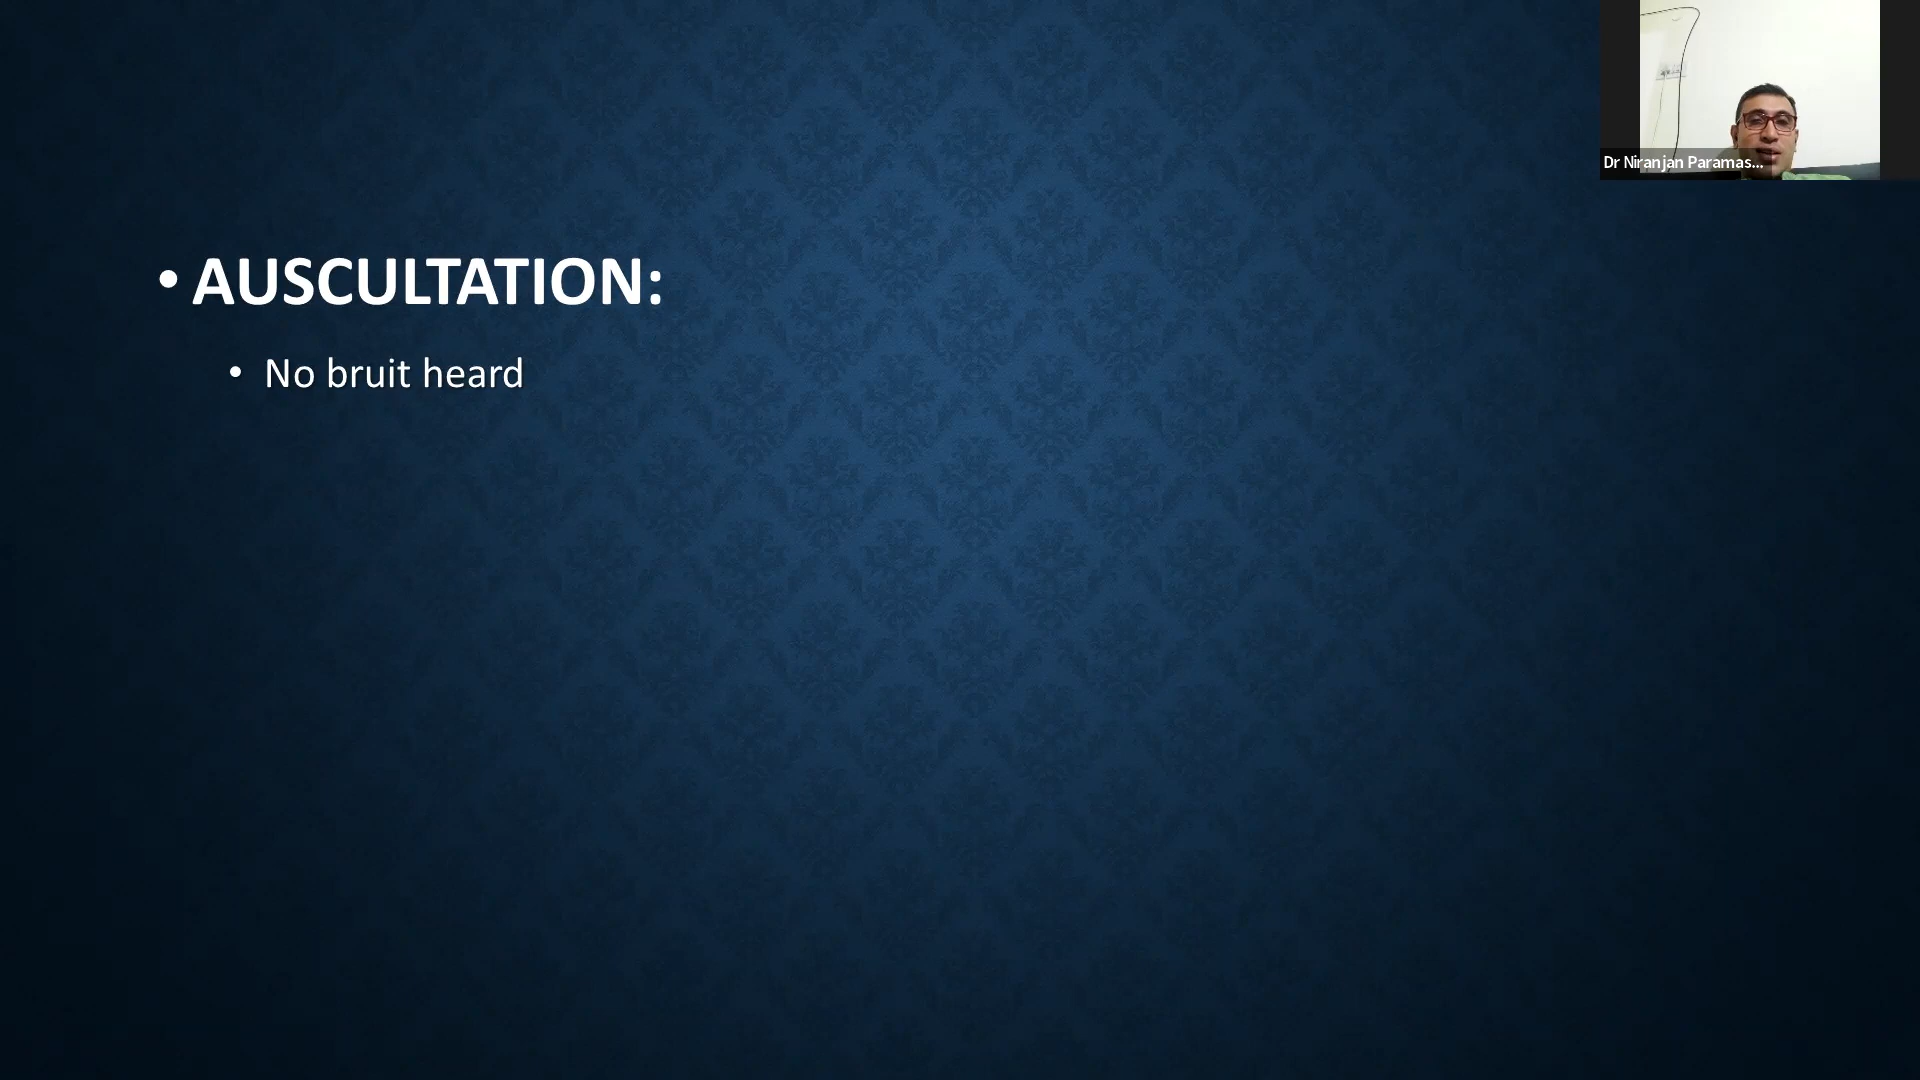 Dr Niranjan Paramas...
• AUSCULTATION:
• No bruit heard